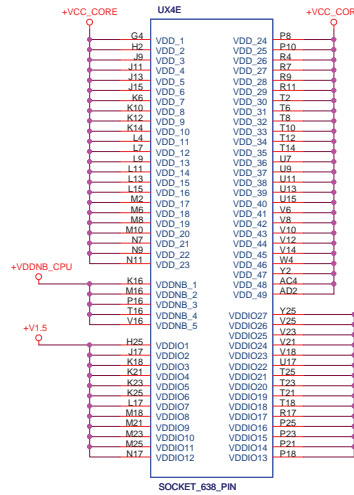 +VCC_CORE UX4E
G4 VDD_1 VDD_24 P8
H2 VDD_2 VDD_25 P10
J9 VDD_3 VDD_26 R4
J11 VDD_4 VDD_27 R7
J13 VDD_5 VDD_28 R9
J15 VDD_6 VDD_29 R11
K6 VDD_7 VDD_30 T2
K10 VDD_8 VDD_31 T6
K12 VDD_9 VDD_32 T8
K14 VDD_10 VDD_33 T10
L4 VDD_11 VDD_34 T12
L7 VDD_12 VDD_35 T14
L9 VDD_13 VDD_36 U7
L11 VDD_14 VDD_37 U9
L13 VDD_15 VDD_38 U11
L15 VDD_16 VDD_39 U13
M2 VDD_17 VDD_40 U15
M6 VDD_18 VDD_41 V6
M8 VDD_19 VDD_42 V8
M10 VDD_20 VDD_43 V10
N7 VDD_21 VDD_44 V12
N9 VDD_22 VDD_45 V14
N11 VDD_23 VDD_46 W4
VDD_47 Y2
+VDDNB_CPU
K16 VDDNB_1 VDD_48 AC4
M16 VDDNB_2 VDD_49 AD2
P16 VDDNB_3
T16 VDDNB_4 VDDIO27 Y25
V16 VDDNB_5 VDDIO26 V25
+V1.5
VDDIO25 V23
H25 VDDIO1 VDDIO24 V21
J17 VDDIO2 VDDIO23 V18
K18 VDDIO3 VDDIO22 U17
K21 VDDIO4 VDDIO21 T25
K23 VDDIO5 VDDIO20 T23
K25 VDDIO6 VDDIO19 T21
L17 VDDIO7 VDDIO18 T18
M18 VDDIO8 VDDIO17 R17
M21 VDDIO9 VDDIO16 P25
M23 VDDIO10 VDDIO15 P23
M25 VDDIO11 VDDIO14 P21
N17 VDDIO12 VDDIO13 P18
SOCKET_638_PIN